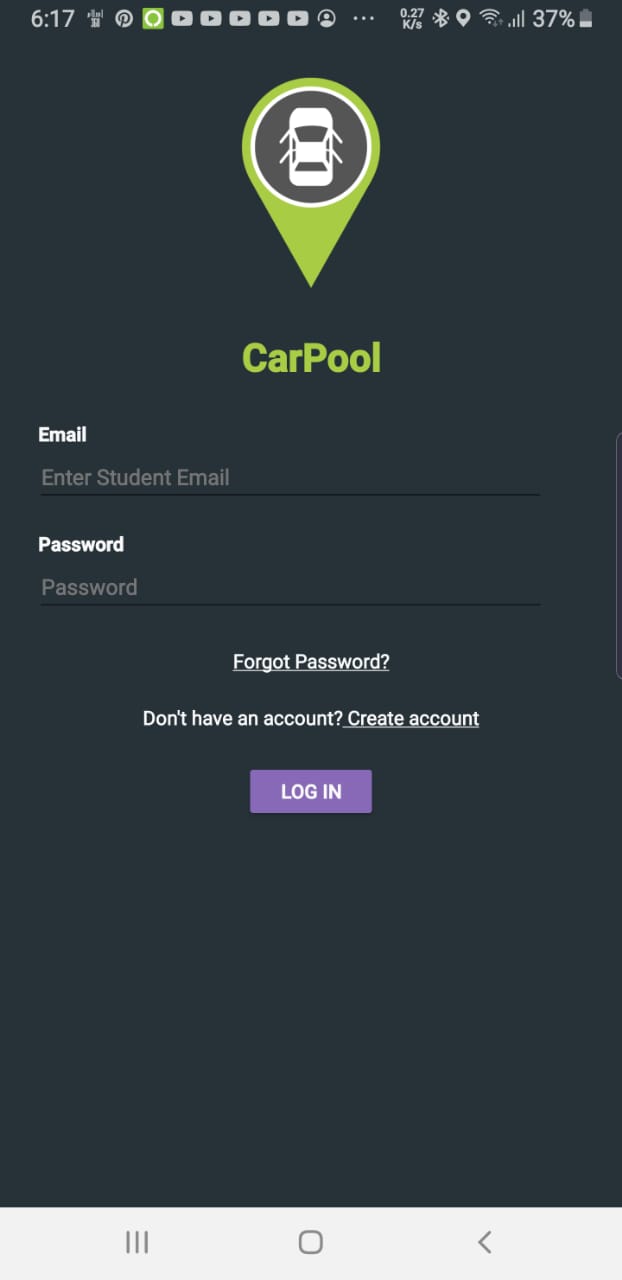 6:17 0.27 K/s 37%
CarPool
Email
Enter Student Email
Password
Password
Forgot Password?
Don't have an account? Create account
LOG IN